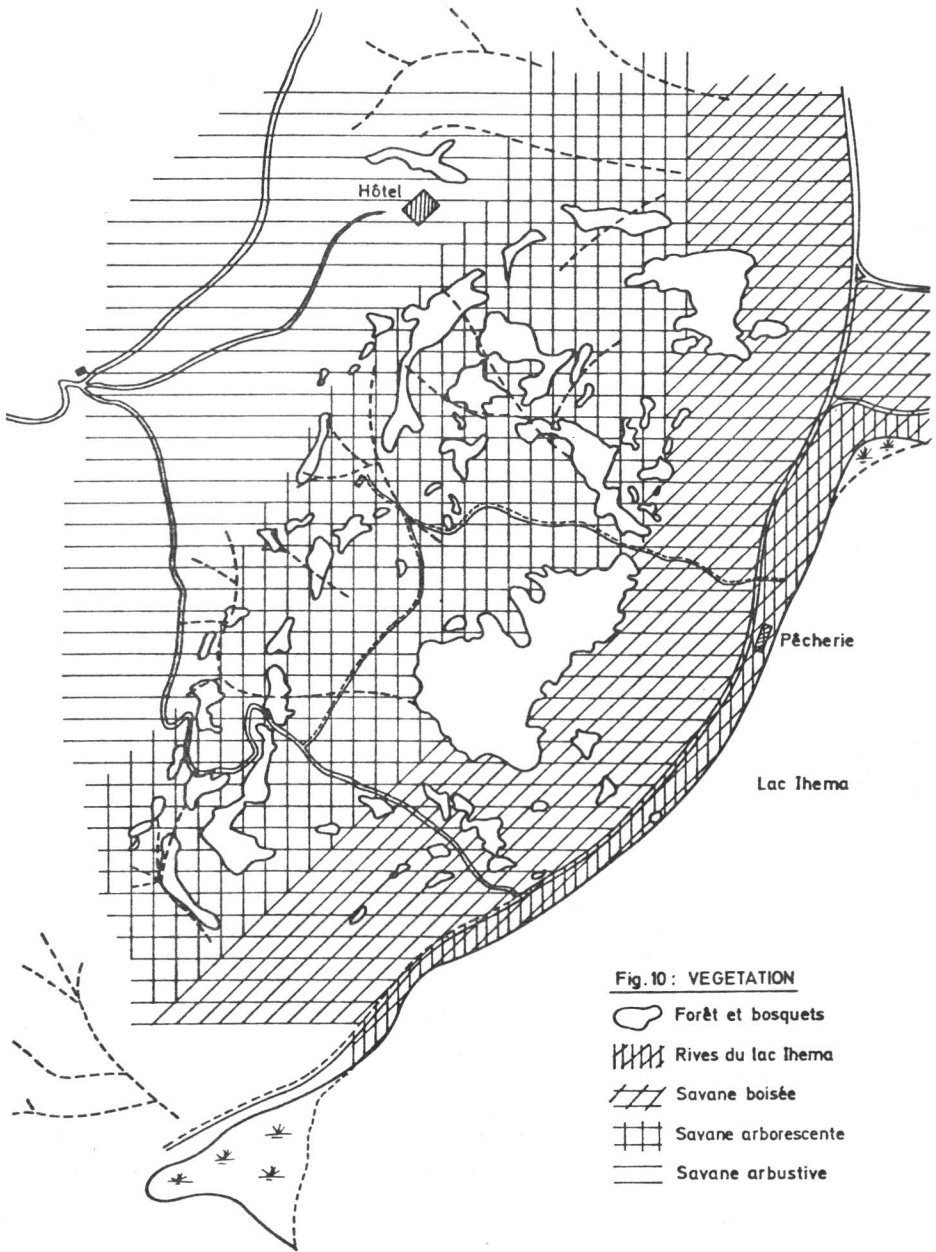 Hôtel
Pêcherie
Lac Ihema
Fig.10: VEGETATION
Forêt et bosquets
Rives du lac Ihema
Savane boisée
Savane arborescente
Savane arbustive